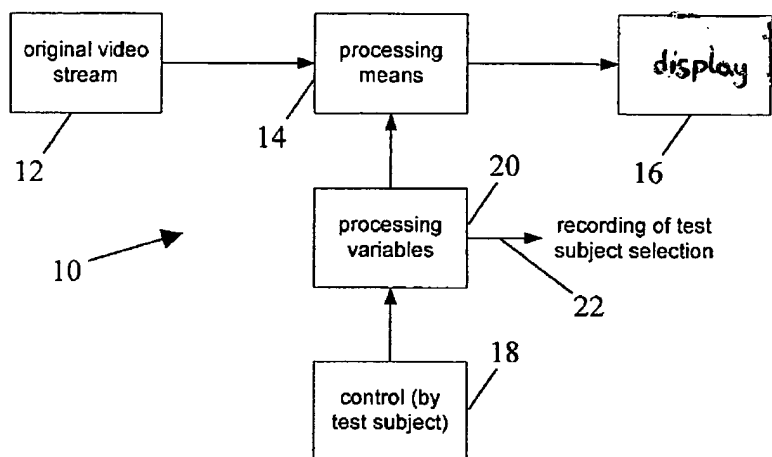 original video
stream
processing
means
display
12
14
16
20
processing
variables
recording of test
subject selection
10
22
18
control (by
test subject)